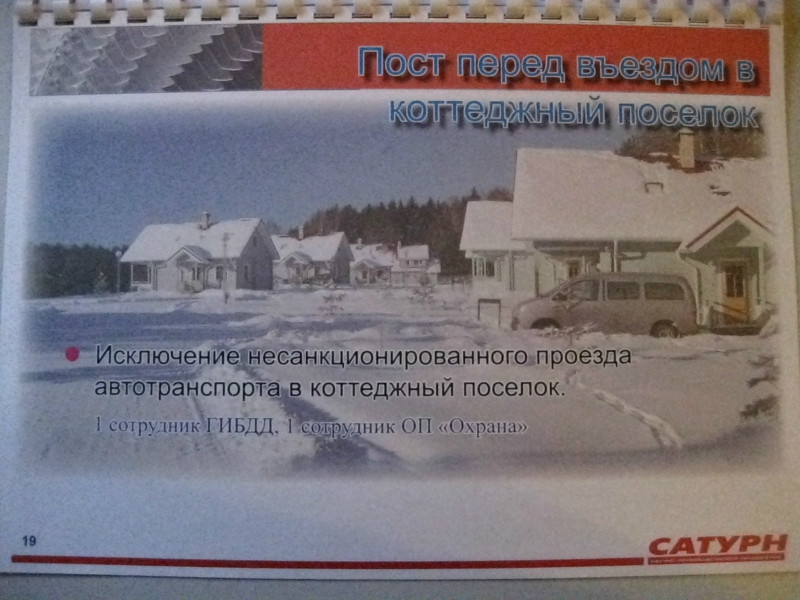 Пост перед въездом в
коттеджный поселок
Исключение несанкционированного проезда
автотранспорта в коттеджный поселок.
1 сотрудник ГИБДД, 1 сотрудник ОП «Охрана»
19
САТУРН